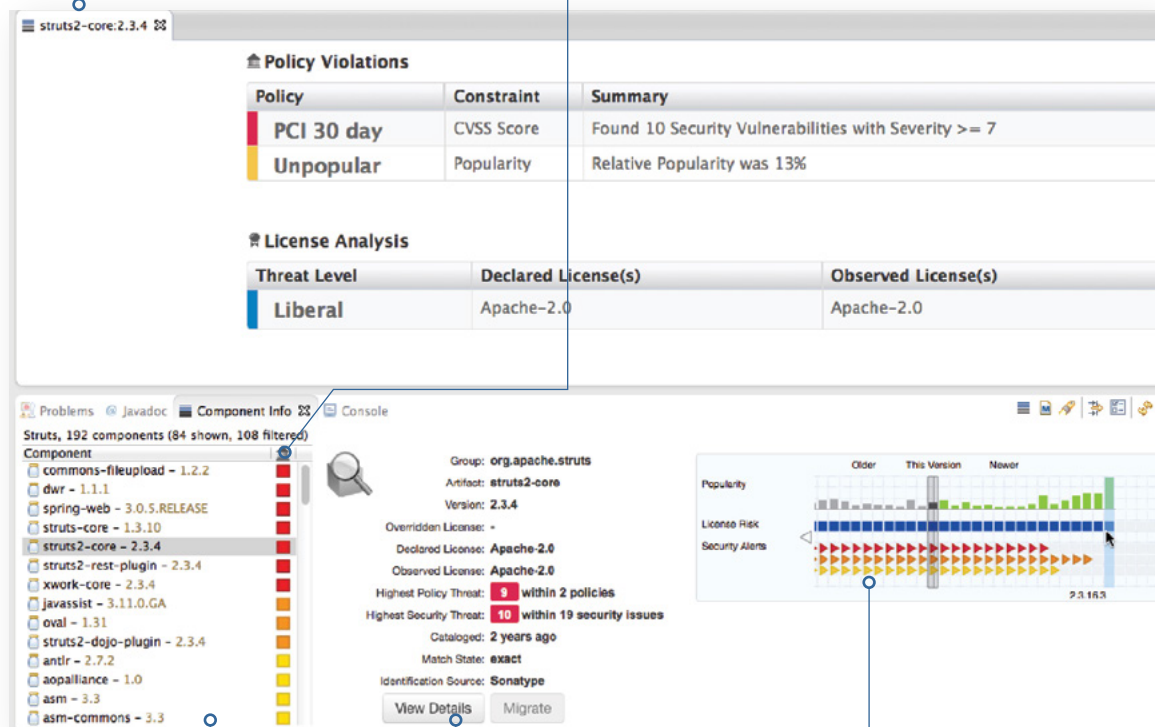 struts2-core:2.3.4
Policy Violations
Policy Constraint Summary
PCI 30 day CVSS Score Found 10 Security Vulnerabilities with Severity >= 7
Unpopular Popularity Relative Popularity was 13%
License Analysis
Threat Level Declared License(s) Observed License(s)
Liberal Apache-2.0 Apache-2.0
Problems Javadoc Component Info Console
Struts, 192 components (84 shown, 108 filtered)
Component
commons-fileupload - 1.2.2
dwr - 1.1.1
spring-web - 3.0.5.RELEASE
struts-core - 1.3.10
struts2-core - 2.3.4
struts2-rest-plugin - 2.3.4
xwork-core - 2.3.4
javassist - 3.11.0.GA
oval - 1.31
struts2-dojo-plugin - 2.3.4
antlr - 2.7.2
aopalliance - 1.0
asm - 3.3
asm-commons - 3.3
Group: org.apache.struts
Artifact: struts2-core
Version: 2.3.4
Overridden License: -
Declared License: Apache-2.0
Observed License: Apache-2.0
Highest Policy Threat: 9 within 2 policies
Highest Security Threat: 10 within 19 security issues
Cataloged: 2 years ago
Match State: exact
Identification Source: Sonatype
View Details Migrate
Older This Version Newer
Popularity
License Risk
Security Alerts
2.3.16.3